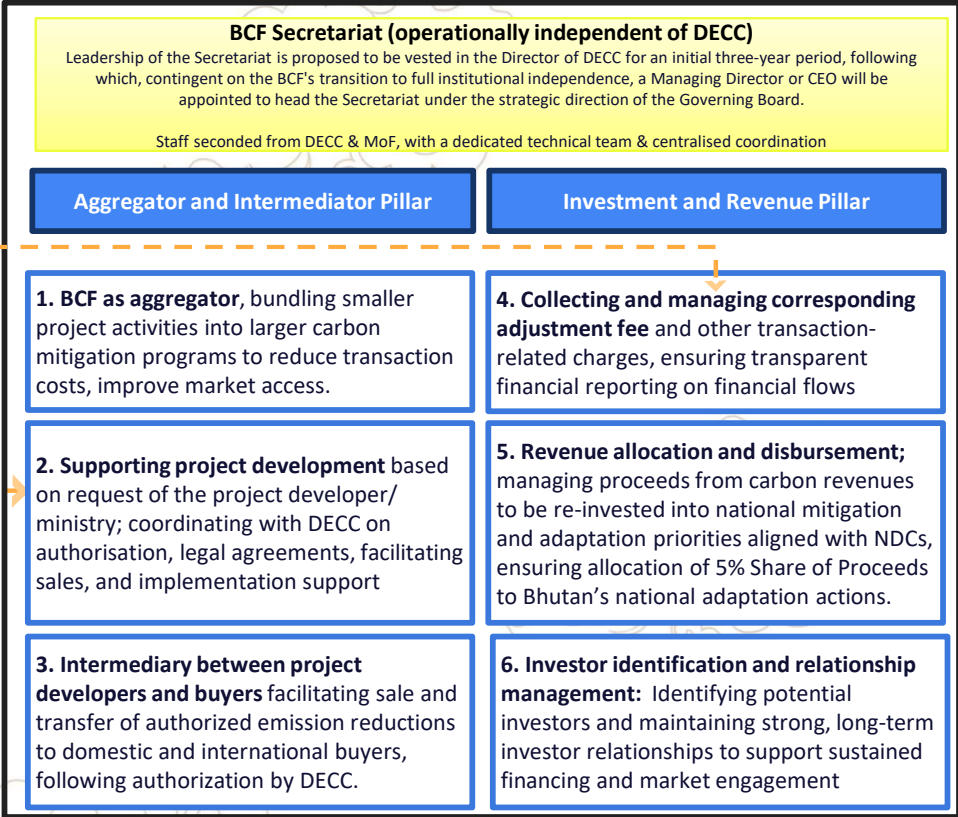 BCF Secretariat (operationally independent of DECC)
Leadership of the Secretariat is proposed to be vested in the Director of DECC for an initial three-year period, following
which, contingent on the BCF's transition to full institutional independence, a Managing Director or CEO will be
appointed to head the Secretariat under the strategic direction of the Governing Board.
Staff seconded from DECC & MoF, with a dedicated technical team & centralised coordination
Aggregator and Intermediator Pillar
1. BCF as aggregator, bundling smaller
project activities into larger carbon
mitigation programs to reduce transaction
costs, improve market access.
2. Supporting project development based
on request of the project developer/
ministry; coordinating with DECC on
authorisation, legal agreements, facilitating
sales, and implementation support
3. Intermediary between project
developers and buyers facilitating sale and
transfer of authorized emission reductions
to domestic and international buyers,
following authorization by DECC.
Investment and Revenue Pillar
4. Collecting and managing corresponding
adjustment fee and other transaction-
related charges, ensuring transparent
financial reporting on financial flows
5. Revenue allocation and disbursement;
managing proceeds from carbon revenues
to be re-invested into national mitigation
and adaptation priorities aligned with NDCs,
ensuring allocation of 5% Share of Proceeds
to Bhutan's national adaptation actions.
6. Investor identification and relationship
management: Identifying potential
investors and maintaining strong, long-term
investor relationships to support sustained
financing and market engagement